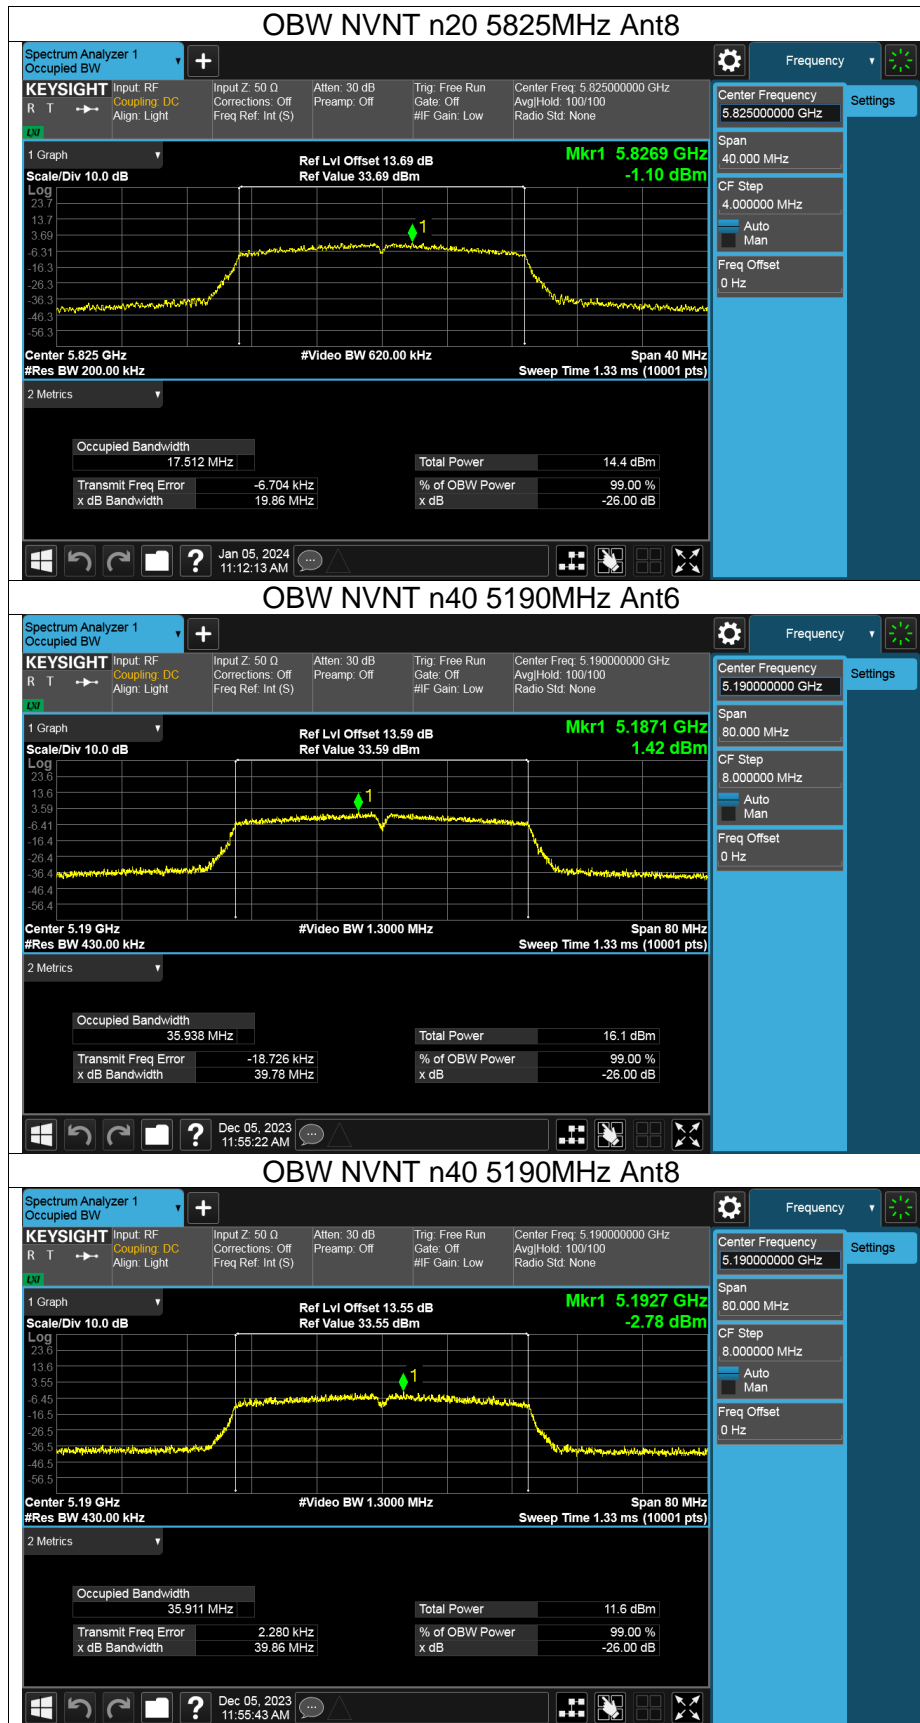 OBW NVNT n20 5825MHz Ant8
Spectrum Analyzer 1
Occupied BW
Frequency
KEYSIGHT
R T
LXI
Input: RF
Coupling: DC
Align: Light
Input Z: 50 Ω
Corrections: Off
Freq Ref: Int (S)
Atten: 30 dB
Preamp: Off
Trig: Free Run
Gate: Off
#IF Gain: Low
Center Freq: 5.825000000 GHz
Avg|Hold: 100/100
Radio Std: None
Center Frequency
5.825000000 GHz
Settings
Span
40.000 MHz
CF Step
4.000000 MHz
Auto
Man
Freq Offset
0 Hz
1 Graph
Scale/Div 10.0 dB
Ref Lvl Offset 13.69 dB
Ref Value 33.69 dBm
Mkr1 5.8269 GHz
-1.10 dBm
Log
23.7
13.7
3.69
-6.31
-16.3
-26.3
-36.3
-46.3
-56.3
1
Center 5.825 GHz
#Res BW 200.00 kHz
#Video BW 620.00 kHz
Span 40 MHz
Sweep Time 1.33 ms (10001 pts)
2 Metrics
Occupied Bandwidth
17.512 MHz
Total Power 14.4 dBm
Transmit Freq Error -6.704 kHz
% of OBW Power 99.00 %
x dB Bandwidth 19.86 MHz
x dB -26.00 dB
?
Jan 05, 2024
11:12:13 AM
OBW NVNT n40 5190MHz Ant6
Spectrum Analyzer 1
Occupied BW
Frequency
KEYSIGHT
R T
LXI
Input: RF
Coupling: DC
Align: Light
Input Z: 50 Ω
Corrections: Off
Freq Ref: Int (S)
Atten: 30 dB
Preamp: Off
Trig: Free Run
Gate: Off
#IF Gain: Low
Center Freq: 5.190000000 GHz
Avg|Hold: 100/100
Radio Std: None
Center Frequency
5.190000000 GHz
Settings
Span
80.000 MHz
CF Step
8.000000 MHz
Auto
Man
Freq Offset
0 Hz
1 Graph
Scale/Div 10.0 dB
Ref Lvl Offset 13.59 dB
Ref Value 33.59 dBm
Mkr1 5.1871 GHz
1.42 dBm
Log
23.6
13.6
3.59
-6.41
-16.4
-26.4
-36.4
-46.4
-56.4
1
Center 5.19 GHz
#Res BW 430.00 kHz
#Video BW 1.3000 MHz
Span 80 MHz
Sweep Time 1.33 ms (10001 pts)
2 Metrics
Occupied Bandwidth
35.938 MHz
Total Power 16.1 dBm
Transmit Freq Error -18.726 kHz
% of OBW Power 99.00 %
x dB Bandwidth 39.78 MHz
x dB -26.00 dB
?
Dec 05, 2023
11:55:22 AM
OBW NVNT n40 5190MHz Ant8
Spectrum Analyzer 1
Occupied BW
Frequency
KEYSIGHT
R T
LXI
Input: RF
Coupling: DC
Align: Light
Input Z: 50 Ω
Corrections: Off
Freq Ref: Int (S)
Atten: 30 dB
Preamp: Off
Trig: Free Run
Gate: Off
#IF Gain: Low
Center Freq: 5.190000000 GHz
Avg|Hold: 100/100
Radio Std: None
Center Frequency
5.190000000 GHz
Settings
Span
80.000 MHz
CF Step
8.000000 MHz
Auto
Man
Freq Offset
0 Hz
1 Graph
Scale/Div 10.0 dB
Ref Lvl Offset 13.55 dB
Ref Value 33.55 dBm
Mkr1 5.1927 GHz
-2.78 dBm
Log
23.6
13.6
3.55
-6.45
-16.5
-26.5
-36.5
-46.5
-56.5
1
Center 5.19 GHz
#Res BW 430.00 kHz
#Video BW 1.3000 MHz
Span 80 MHz
Sweep Time 1.33 ms (10001 pts)
2 Metrics
Occupied Bandwidth
35.911 MHz
Total Power 11.6 dBm
Transmit Freq Error 2.280 kHz
% of OBW Power 99.00 %
x dB Bandwidth 39.86 MHz
x dB -26.00 dB
?
Dec 05, 2023
11:55:43 AM